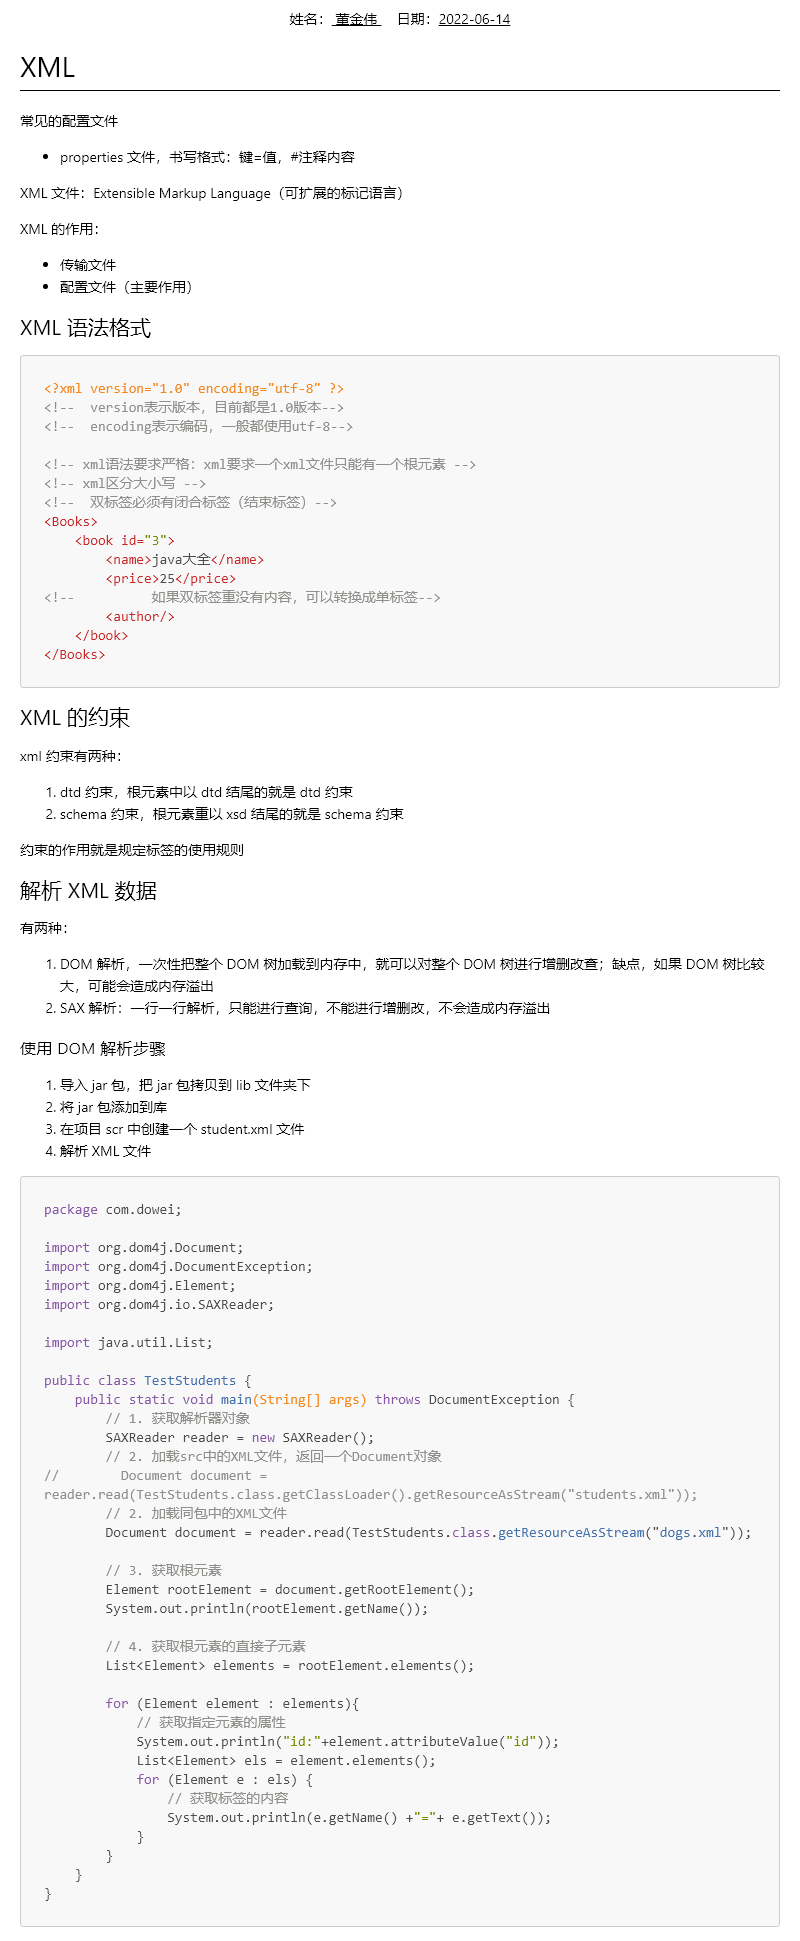 姓名：董金伟 日期：2022-06-14
XML
常见的配置文件
• properties 文件，书写格式：键=值，#注释内容
XML 文件：Extensible Markup Language（可扩展的标记语言）
XML 的作用：
• 传输文件
• 配置文件（主要作用）
XML 语法格式
<?xml version="1.0" encoding="utf-8" ?>
<!--  version表示版本，目前都是1.0版本-->
<!--  encoding表示编码，一般都使用utf-8-->
<!-- xml语法要求严格：xml要求一个xml文件只能有一个根元素 -->
<!-- xml区分大小写 -->
<!--  双标签必须有闭合标签（结束标签）-->
<Books>
    <book id="3">
        <name>java大全</name>
        <price>25</price>
<!--          如果双标签重没有内容，可以转换成单标签-->
        <author/>
    </book>
</Books>
XML 的约束
xml 约束有两种：
1. dtd 约束，根元素中以 dtd 结尾的就是 dtd 约束
2. schema 约束，根元素重以 xsd 结尾的就是 schema 约束
约束的作用就是规定标签的使用规则
解析 XML 数据
有两种：
1. DOM 解析，一次性把整个 DOM 树加载到内存中，就可以对整个 DOM 树进行增删改查；缺点，如果 DOM 树比较
大，可能会造成内存溢出
2. SAX 解析：一行一行解析，只能进行查询，不能进行增删改，不会造成内存溢出
使用 DOM 解析步骤
1. 导入 jar 包，把 jar 包拷贝到 lib 文件夹下
2. 将 jar 包添加到库
3. 在项目 scr 中创建一个 student.xml 文件
4. 解析 XML 文件
package com.dowei;
import org.dom4j.Document;
import org.dom4j.DocumentException;
import org.dom4j.Element;
import org.dom4j.io.SAXReader;
import java.util.List;
public class TestStudents {
    public static void main(String[] args) throws DocumentException {
        // 1. 获取解析器对象
        SAXReader reader = new SAXReader();
        // 2. 加载src中的XML文件，返回一个Document对象
//        Document document =
reader.read(TestStudents.class.getClassLoader().getResourceAsStream("students.xml"));
        // 2. 加载同包中的XML文件
        Document document = reader.read(TestStudents.class.getResourceAsStream("dogs.xml"));
        // 3. 获取根元素
        Element rootElement = document.getRootElement();
        System.out.println(rootElement.getName());
        // 4. 获取根元素的直接子元素
        List<Element> elements = rootElement.elements();
        for (Element element : elements){
            // 获取指定元素的属性
            System.out.println("id:"+element.attributeValue("id"));
            List<Element> els = element.elements();
            for (Element e : els) {
                // 获取标签的内容
                System.out.println(e.getName() +"="+ e.getText());
            }
        }
    }
}